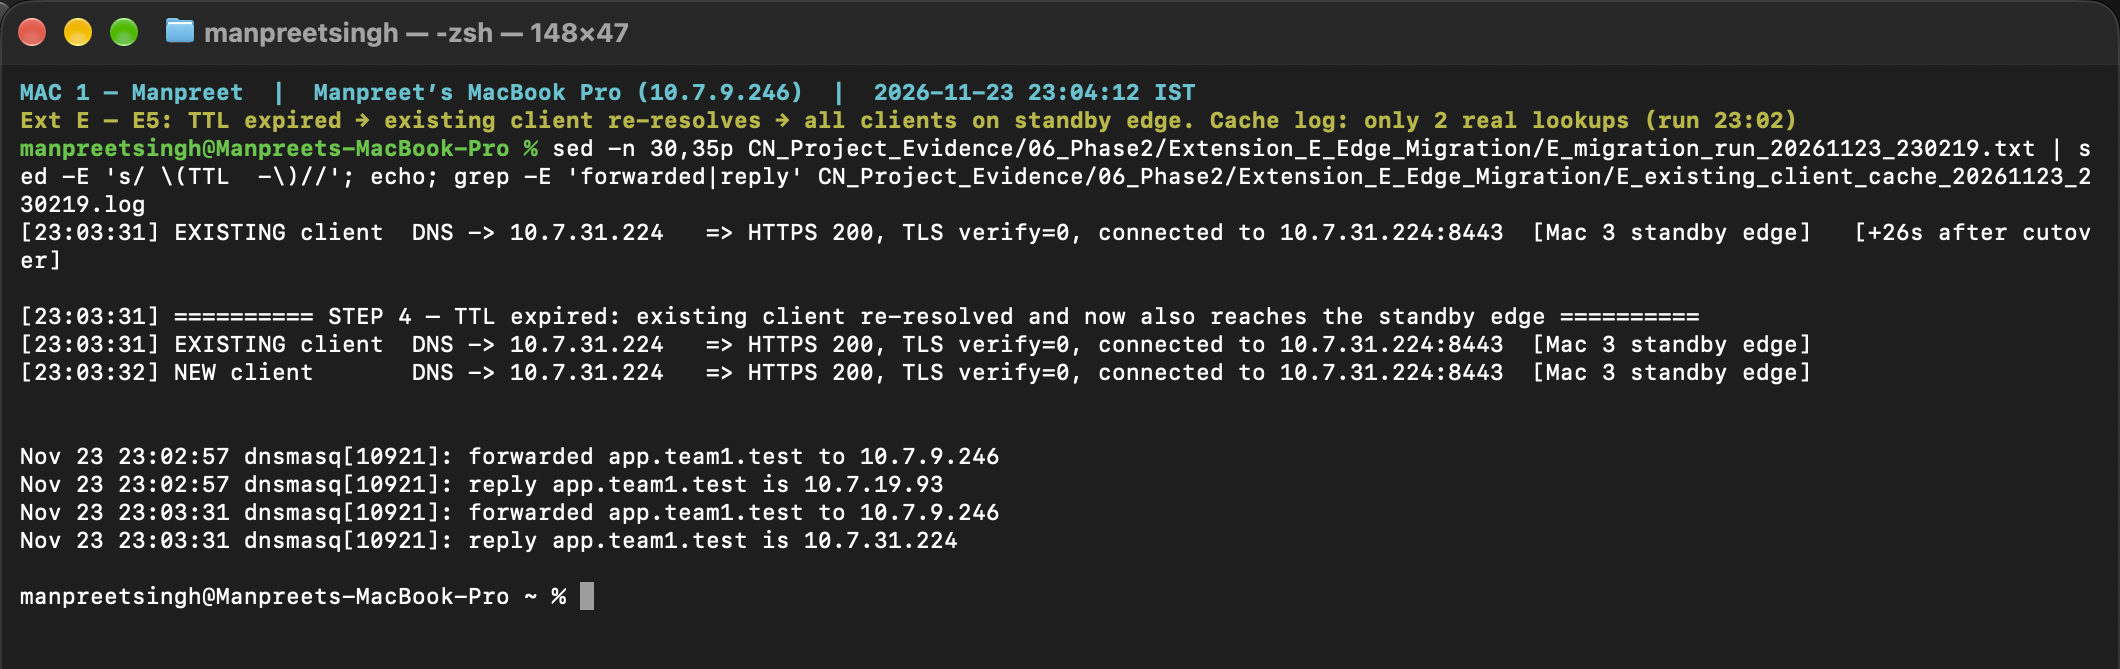 manpreetsingh — -zsh — 148×47
MAC 1 — Manpreet  |  Manpreet’s MacBook Pro (10.7.9.246)  |  2026-11-23 23:04:12 IST
Ext E — E5: TTL expired → existing client re-resolves → all clients on standby edge. Cache log: only 2 real lookups (run 23:02)
manpreetsingh@Manpreets-MacBook-Pro % sed -n 30,35p CN_Project_Evidence/06_Phase2/Extension_E_Edge_Migration/E_migration_run_20261123_230219.txt | s
ed -E 's/ \(TTL  -\)//'; echo; grep -E 'forwarded|reply' CN_Project_Evidence/06_Phase2/Extension_E_Edge_Migration/E_existing_client_cache_20261123_2
30219.log
[23:03:31] EXISTING client  DNS -> 10.7.31.224   => HTTPS 200, TLS verify=0, connected to 10.7.31.224:8443  [Mac 3 standby edge]   [+26s after cutov
er]
[23:03:31] ========== STEP 4 — TTL expired: existing client re-resolved and now also reaches the standby edge ==========
[23:03:31] EXISTING client  DNS -> 10.7.31.224   => HTTPS 200, TLS verify=0, connected to 10.7.31.224:8443  [Mac 3 standby edge]
[23:03:32] NEW client       DNS -> 10.7.31.224   => HTTPS 200, TLS verify=0, connected to 10.7.31.224:8443  [Mac 3 standby edge]
Nov 23 23:02:57 dnsmasq[10921]: forwarded app.team1.test to 10.7.9.246
Nov 23 23:02:57 dnsmasq[10921]: reply app.team1.test is 10.7.19.93
Nov 23 23:03:31 dnsmasq[10921]: forwarded app.team1.test to 10.7.9.246
Nov 23 23:03:31 dnsmasq[10921]: reply app.team1.test is 10.7.31.224
manpreetsingh@Manpreets-MacBook-Pro ~ %